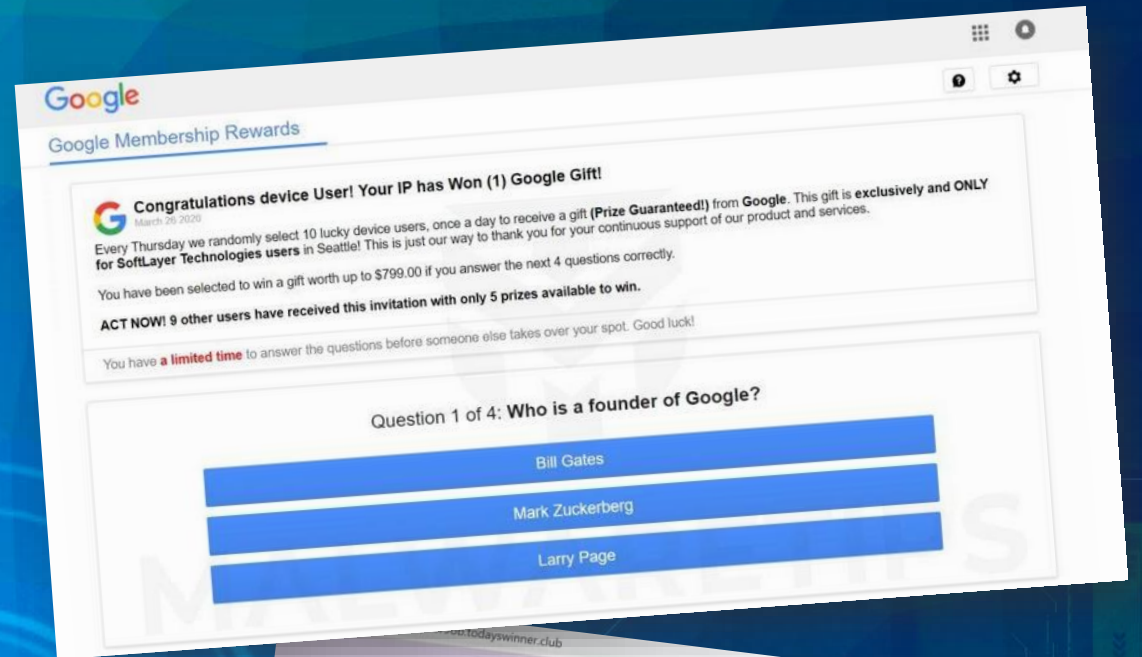 Google
Google Membership Rewards
Congratulations device User! Your IP has Won (1) Google Gift!
March 26 2020
Every Thursday we randomly select 10 lucky device users, once a day to receive a gift (Prize Guaranteed!) from Google. This gift is exclusively and ONLY
for SoftLayer Technologies users in Seattle! This is just our way to thank you for your continuous support of our product and services.
You have been selected to win a gift worth up to $799.00 if you answer the next 4 questions correctly.
ACT NOW! 9 other users have received this invitation with only 5 prizes available to win.
You have a limited time to answer the questions before someone else takes over your spot. Good luck!
Question 1 of 4: Who is a founder of Google?
Bill Gates
Mark Zuckerberg
Larry Page
MALWARETIPS
.todayswinner.club